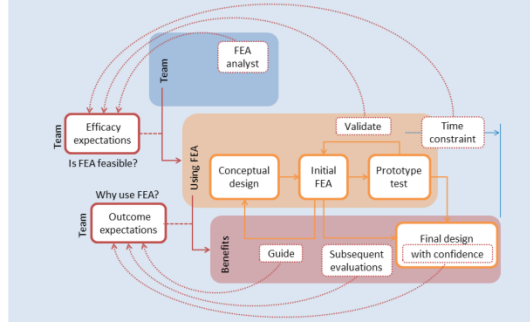 FEA
analyst
Team
Team
Efficacy
expectations
Is FEA feasible?
Validate
Time
constraint
Using FEA
Conceptual
design
Initial
FEA
Prototype
test
Why use FEA?
Team
Outcome
expectations
Benefits
Guide
Subsequent
evaluations
Final design
with confidence